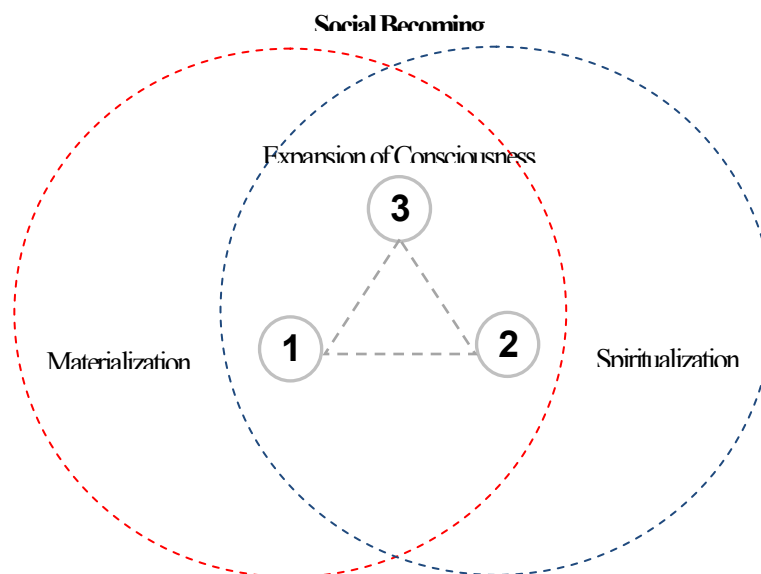 Social Becoming
Expansion of Consciousness
3
1
2
Materialization
Spiritualization